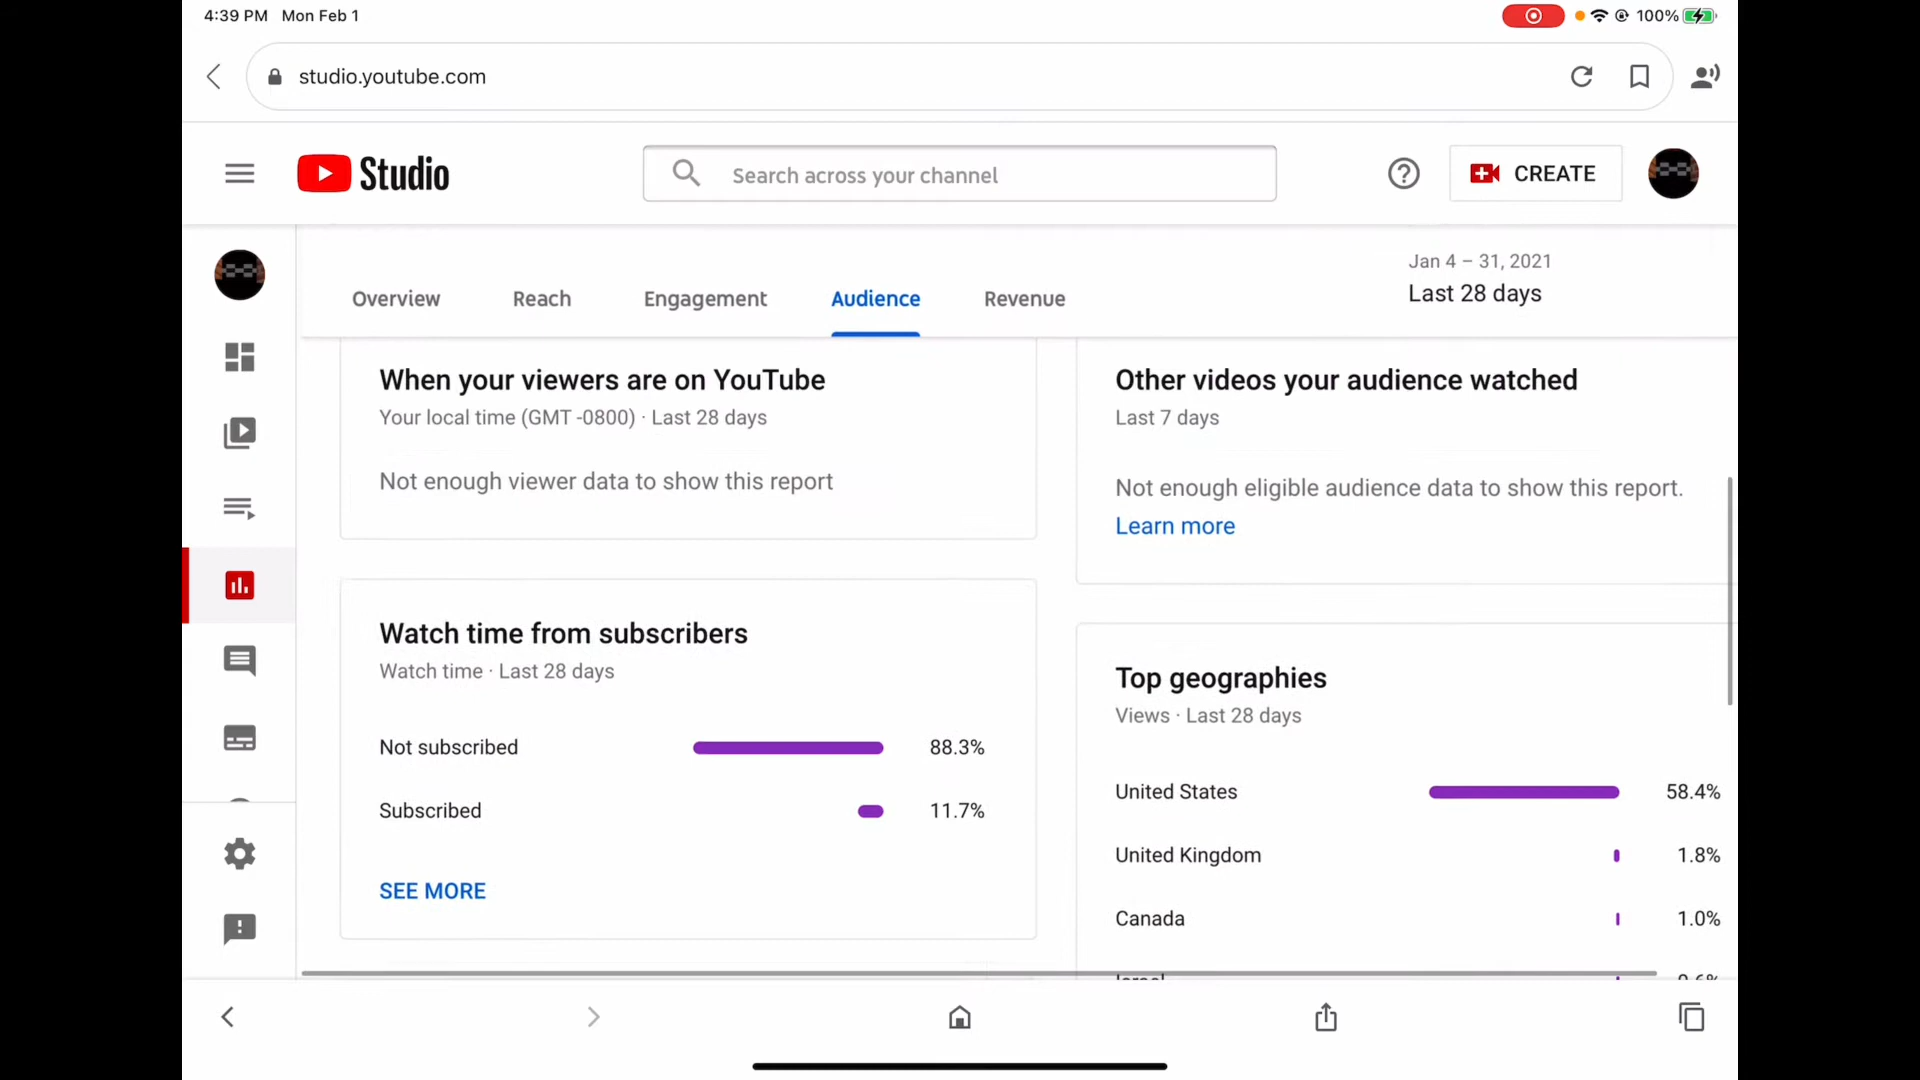 4:39 PM Mon Feb 1
100%
studio.youtube.com
Studio
Search across your channel
CREATE
Overview
Reach
Engagement
Audience
Revenue
Jan 4 – 31, 2021
Last 28 days
When your viewers are on YouTube
Your local time (GMT -0800) · Last 28 days
Not enough viewer data to show this report
Other videos your audience watched
Last 7 days
Not enough eligible audience data to show this report.
Learn more
Watch time from subscribers
Watch time · Last 28 days
Not subscribed 88.3%
Subscribed 11.7%
SEE MORE
Top geographies
Views · Last 28 days
United States 58.4%
United Kingdom 1.8%
Canada 1.0%